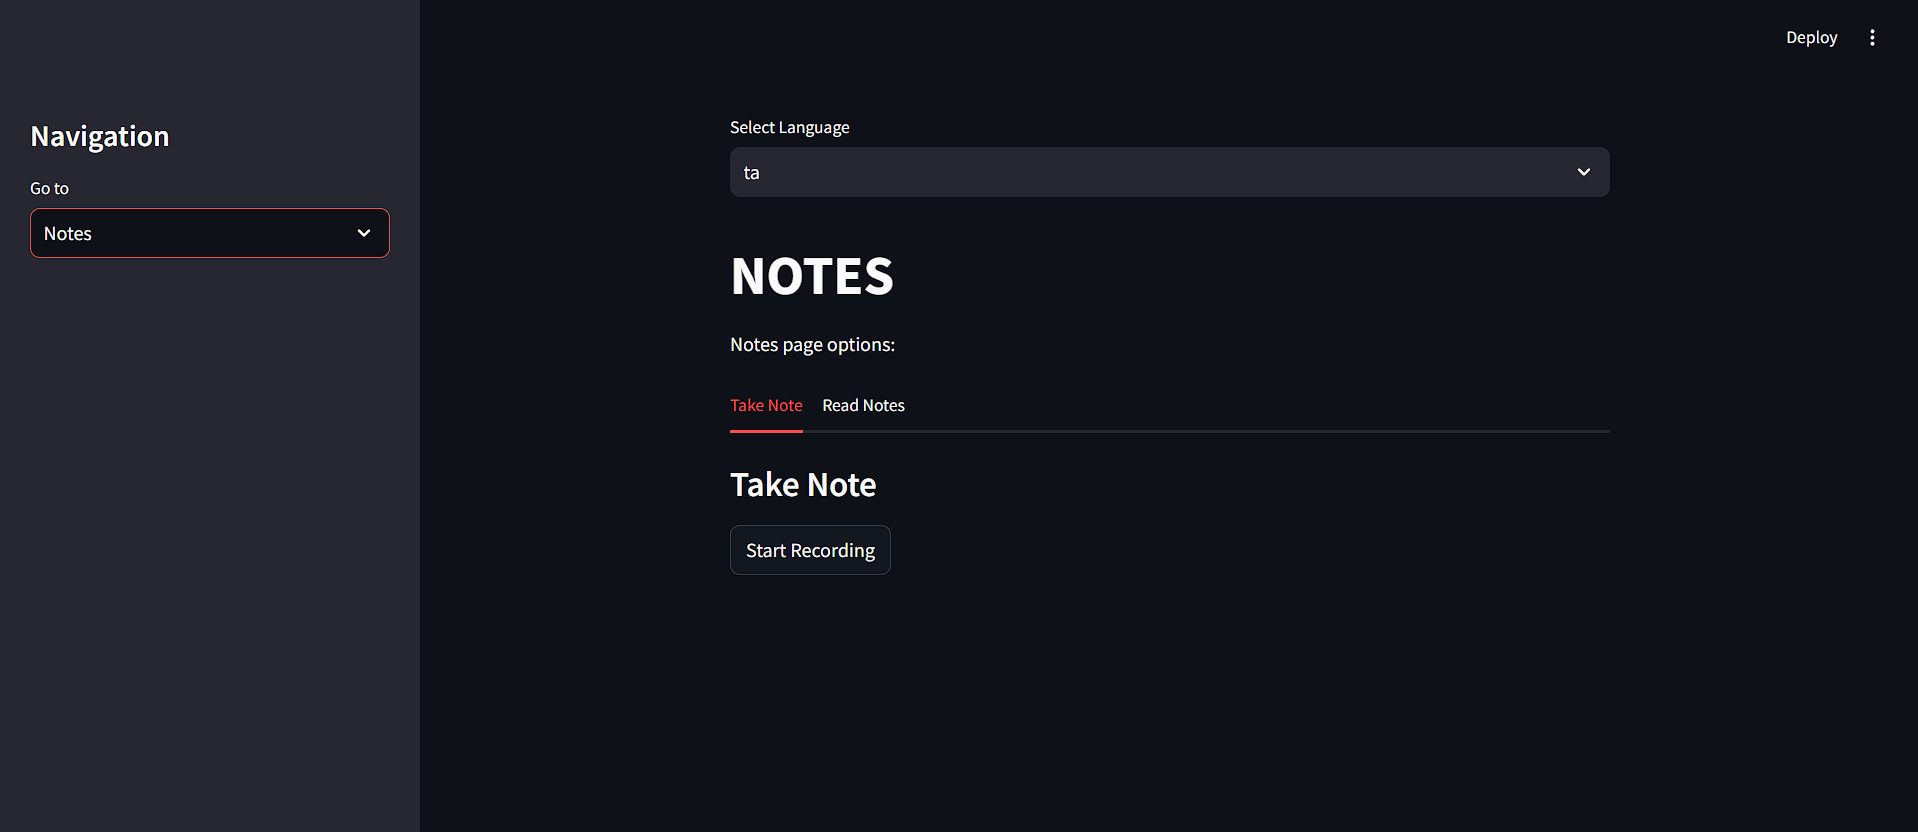 Deploy
Navigation
Go to
Notes
Select Language
ta
NOTES
Notes page options:
Take Note
Read Notes
Take Note
Start Recording